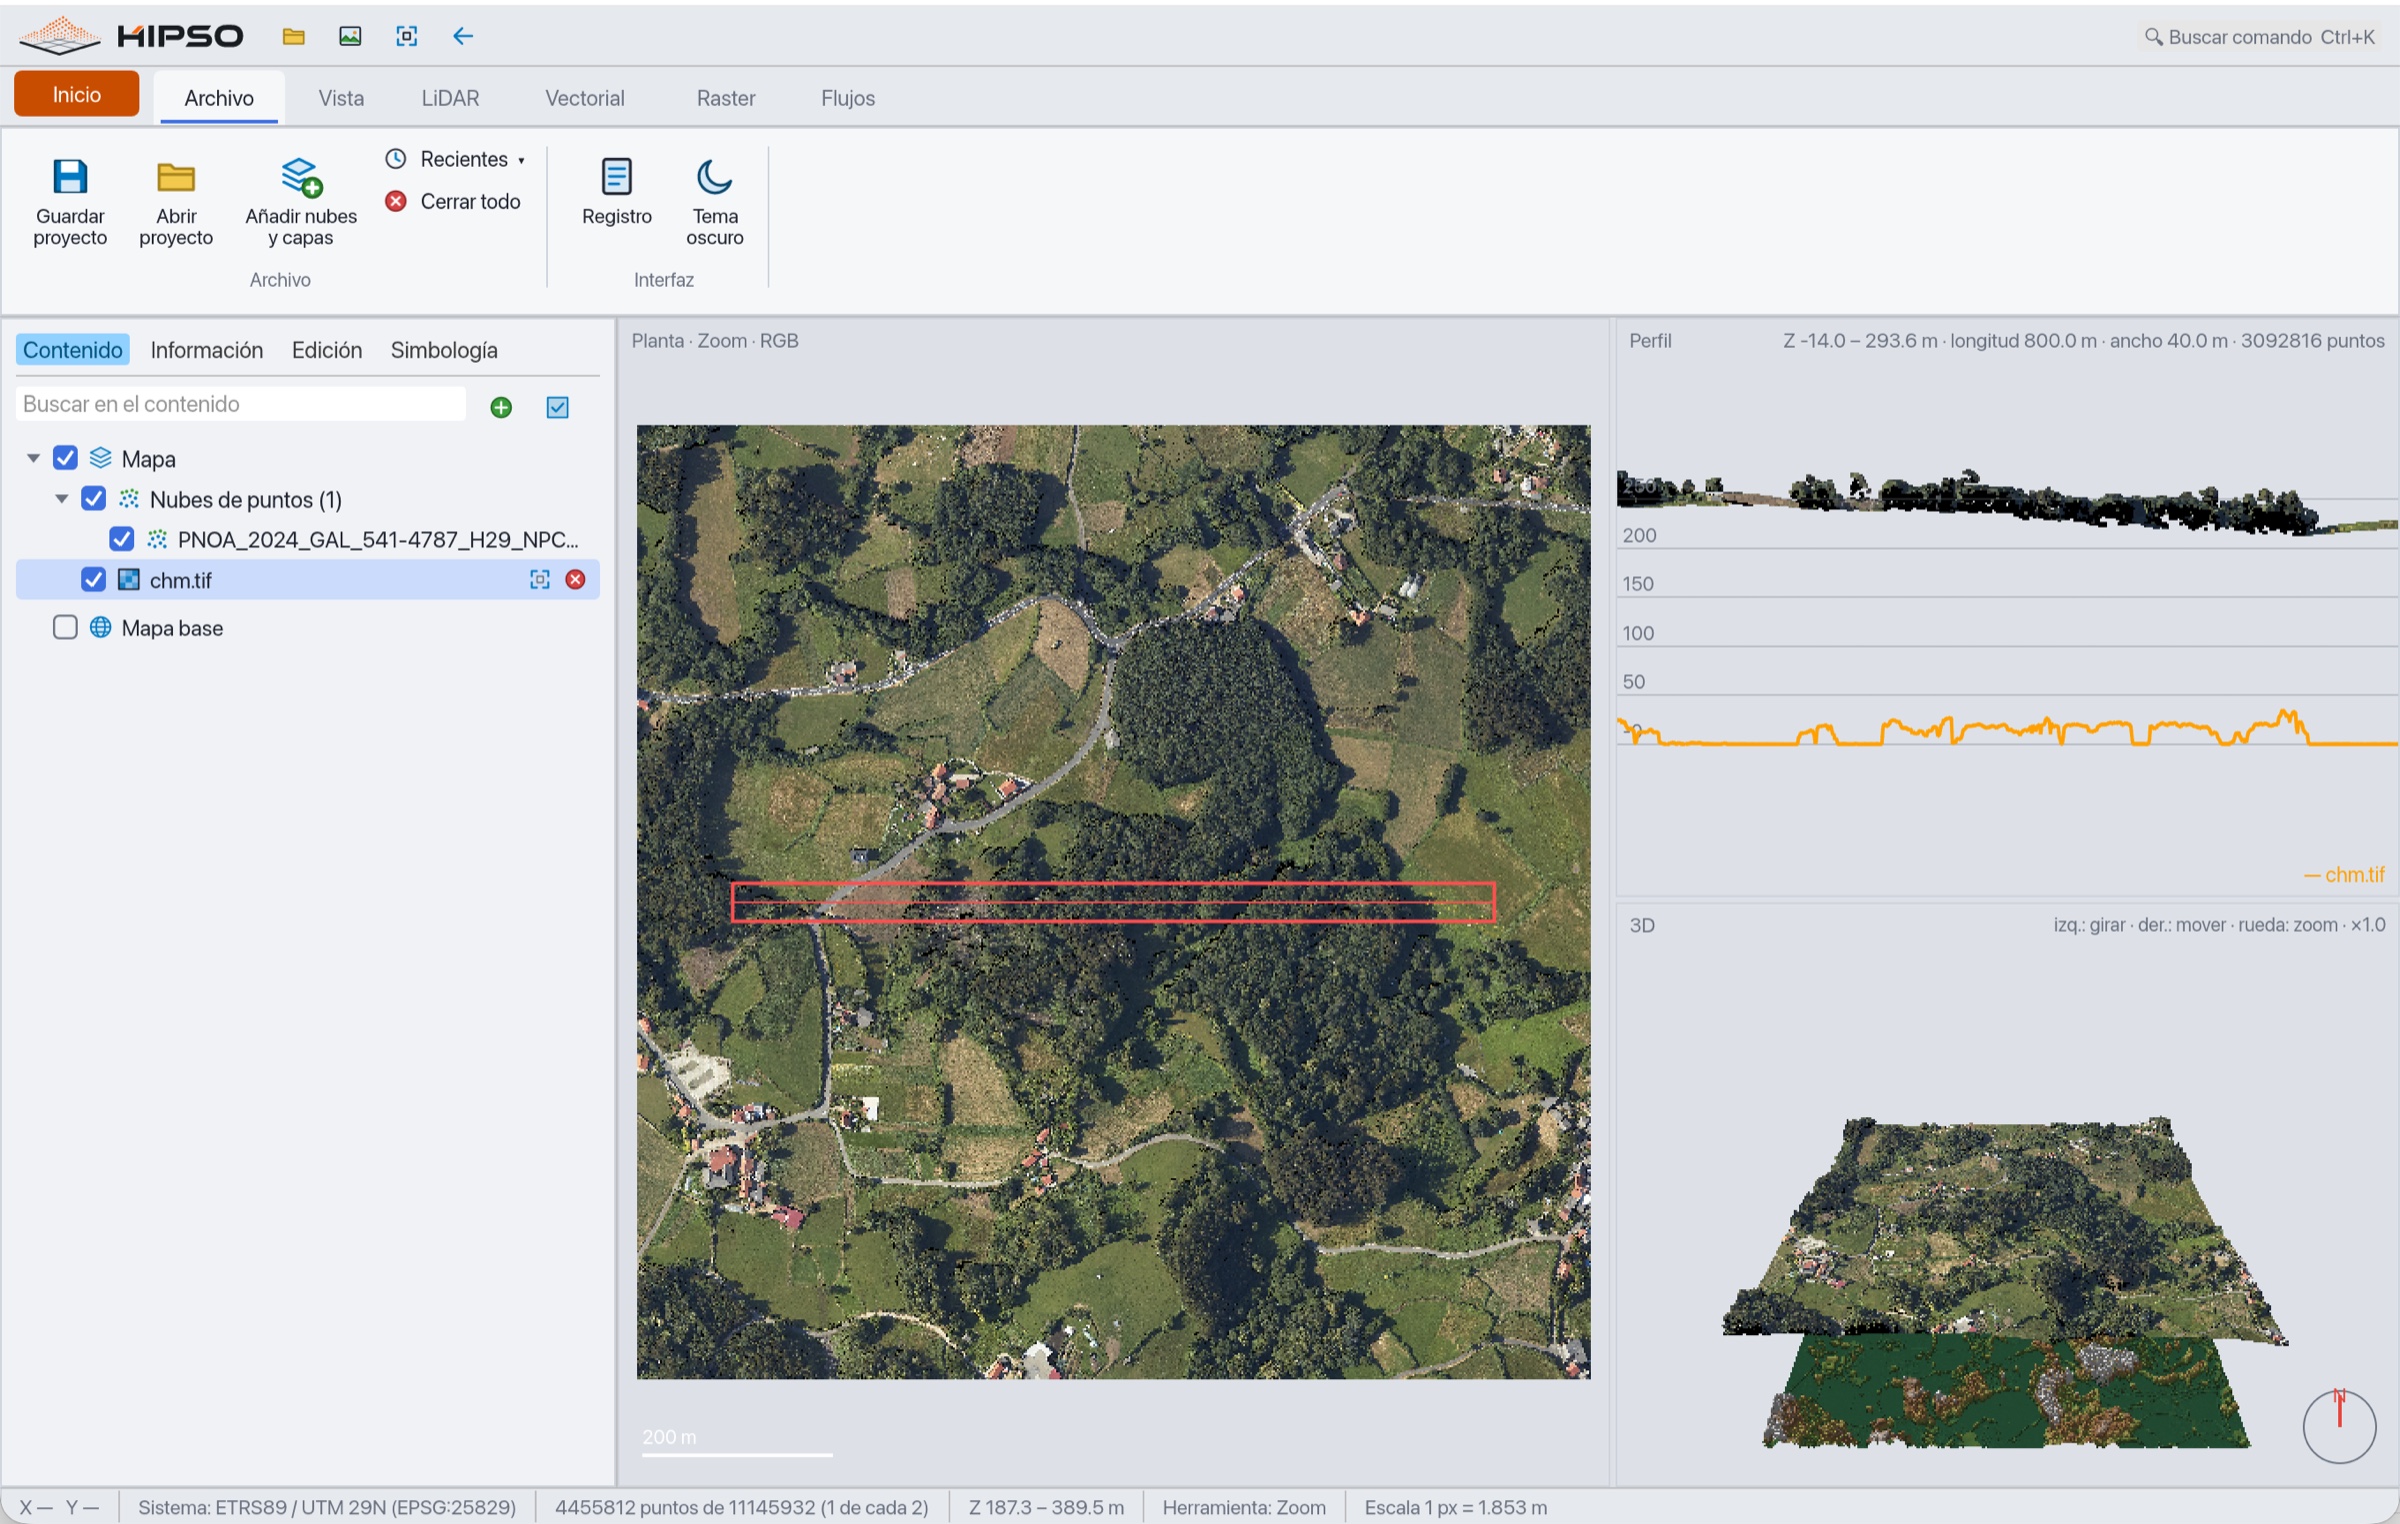 HIPSO
Buscar comando Ctrl+K
Inicio
Archivo
Vista
LiDAR
Vectorial
Raster
Flujos
Guardar
proyecto
Abrir
proyecto
Añadir nubes
y capas
Recientes
Cerrar todo
Archivo
Registro
Tema
oscuro
Interfaz
Contenido
Información
Edición
Simbología
Buscar en el contenido
Mapa
Nubes de puntos (1)
PNOA_2024_GAL_541-4787_H29_NPC...
chm.tif
Mapa base
Planta · Zoom · RGB
200 m
Perfil
Z -14.0 – 293.6 m · longitud 800.0 m · ancho 40.0 m · 3092816 puntos
250
200
150
100
50
0
— chm.tif
3D
izq.: girar · der.: mover · rueda: zoom · ×1.0
N
X — Y —
Sistema: ETRS89 / UTM 29N (EPSG:25829)
4455812 puntos de 11145932 (1 de cada 2)
Z 187.3 – 389.5 m
Herramienta: Zoom
Escala 1 px = 1.853 m